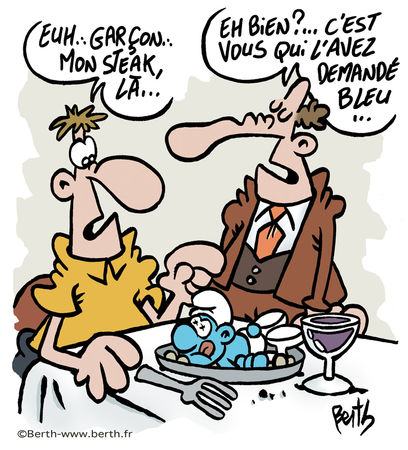 EUH... GARÇON...
MON STEAK,
LÀ...
EH BIEN?... C'EST
VOUS QUI L'AVEZ
DEMANDÉ
BLEU
...
Berth
©Berth-www.berth.fr